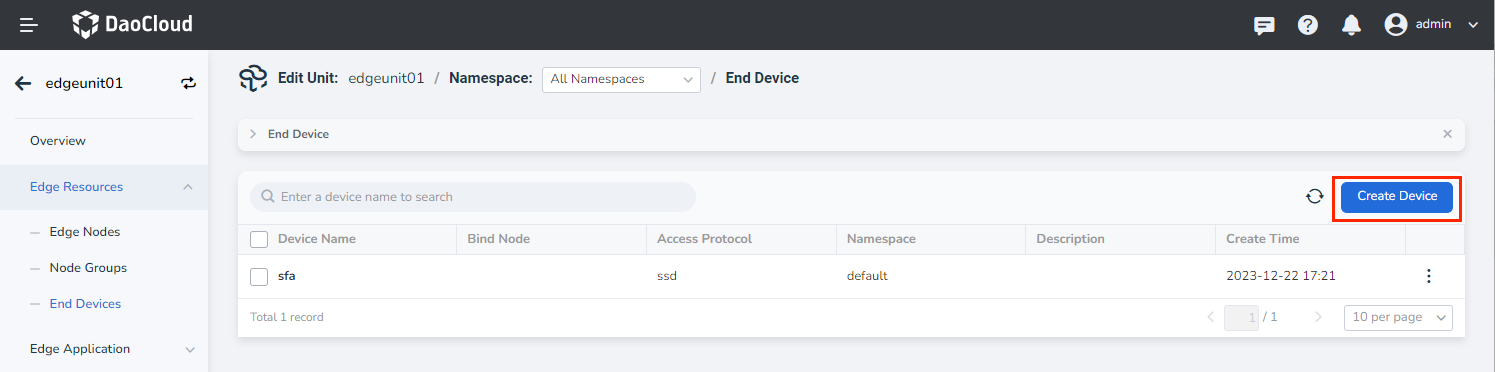 DaoCloud
admin
edgeunit01
Edit Unit: edgeunit01 / Namespace: All Namespaces / End Device
Overview
Edge Resources
Edge Nodes
Node Groups
End Devices
Edge Application
End Device
Enter a device name to search
Create Device
Device Name Bind Node Access Protocol Namespace Description Create Time
sfa ssd default 2023-12-22 17:21
Total 1 record
1 / 1
10 per page